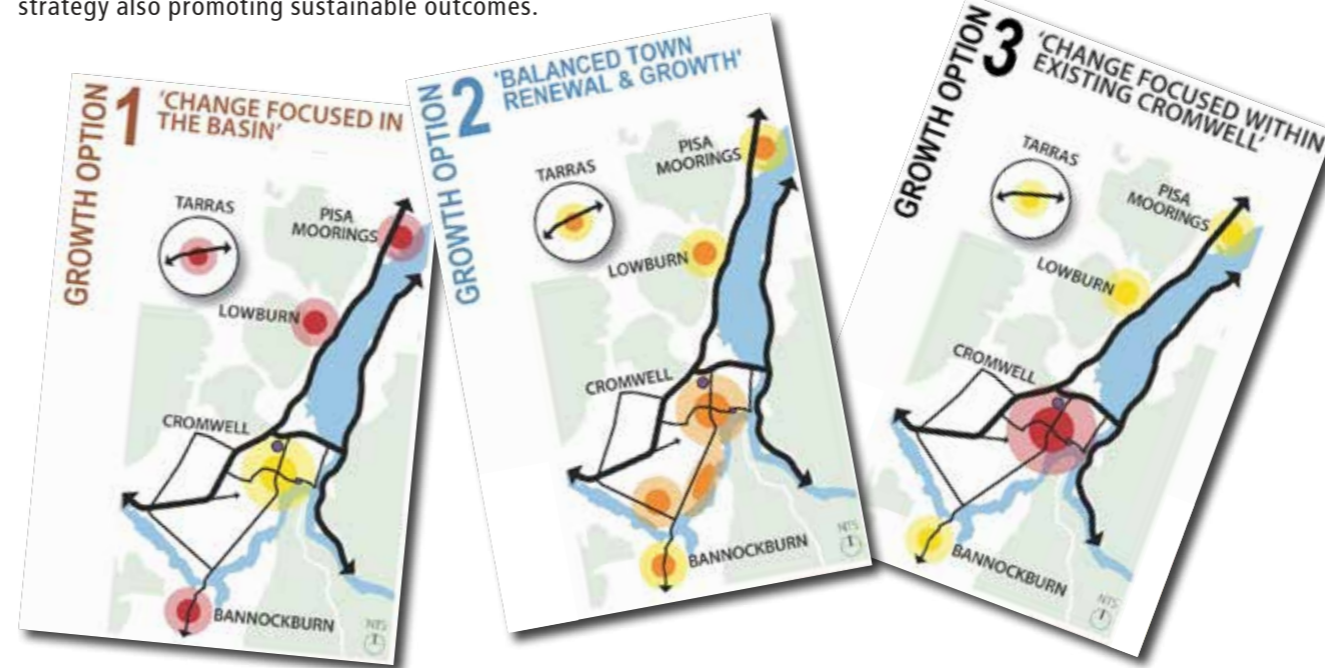 strategy also promoting sustainable outcomes.
GROWTH OPTION
1
'CHANGE FOCUSED IN
THE BASIN'
TARRAS
PISA
MOORINGS
LOWBURN
CROMWELL
BANNOCKBURN
NTS
GROWTH OPTION
2
'BALANCED TOWN
RENEWAL & GROWTH'
TARRAS
PISA
MOORINGS
LOWBURN
CROMWELL
BANNOCKBURN
NTS
GROWTH OPTION
3
'CHANGE FOCUSED WITHIN
EXISTING CROMWELL'
TARRAS
PISA
MOORINGS
LOWBURN
CROMWELL
BANNOCKBURN
NTS